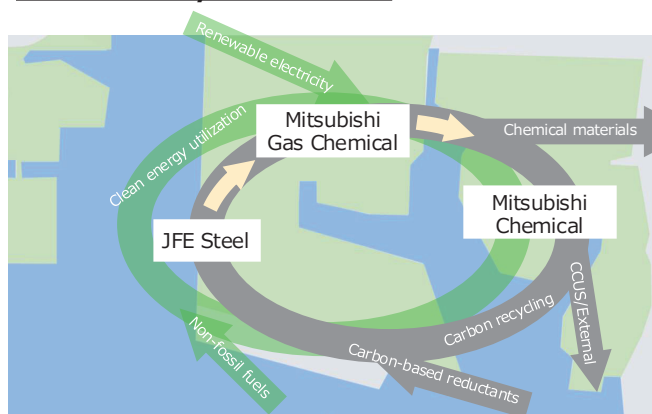 Renewable electricity
Clean energy utilization
Mitsubishi
Gas Chemical
Chemical materials
Mitsubishi
Chemical
JFE Steel
CCUS/External
Carbon recycling
Non-fossil fuels
Carbon-based reductants